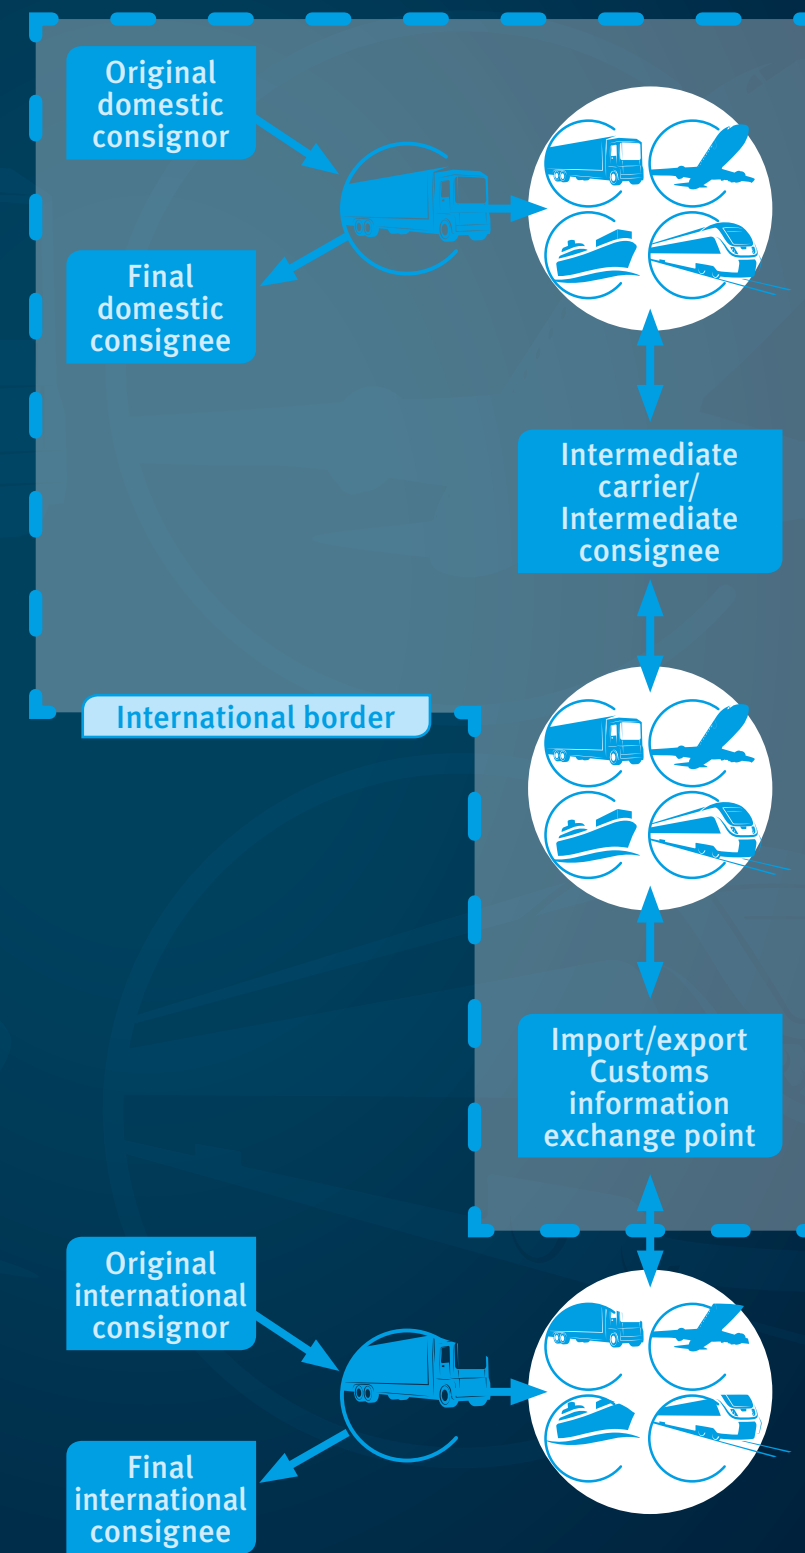 Original
domestic
consignor
Final
domestic
consignee
Intermediate
carrier/
Intermediate
consignee
International border
Import/export
Customs
information
exchange point
Original
international
consignor
Final
international
consignee